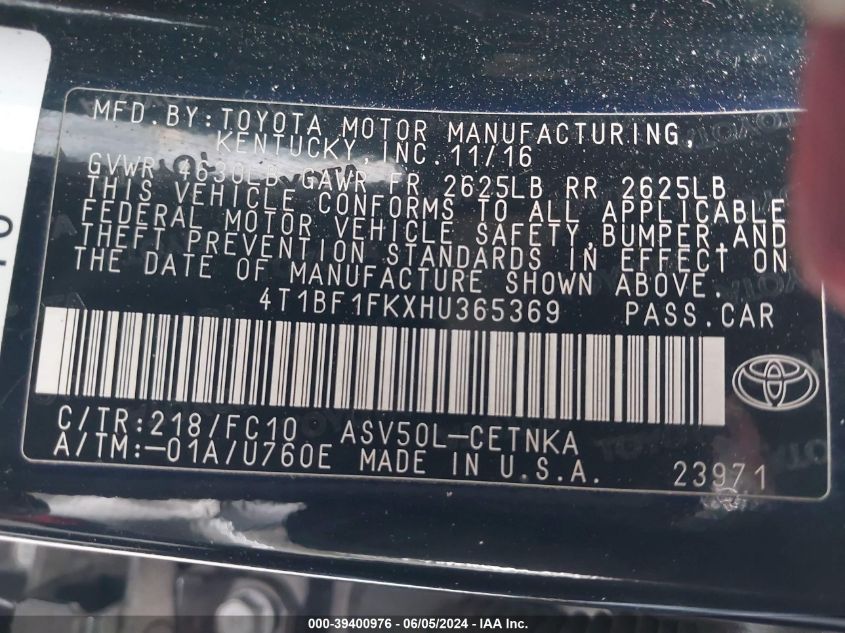 MFD.BY:TOYOTA MOTOR MANUFACTURING,
KENTUCKY,INC.11/16
GVWR 4630LB GAWR FR 2625LB RR 2625LB
THIS VEHICLE CONFORMS TO ALL APPLICABLE
FEDERAL MOTOR VEHICLE SAFETY,BUMPER,AND
THEFT PREVENTION STANDARDS IN EFFECT ON
THE DATE OF MANUFACTURE SHOWN ABOVE.
4T1BF1FKXHU365369 PASS.CAR
C/TR:218/FC10 ASV50L-CETNKA
A/TM:-01A/U760E MADE IN U.S.A. 23971
000-39400976 - 06/05/2024 - IAA, Inc.